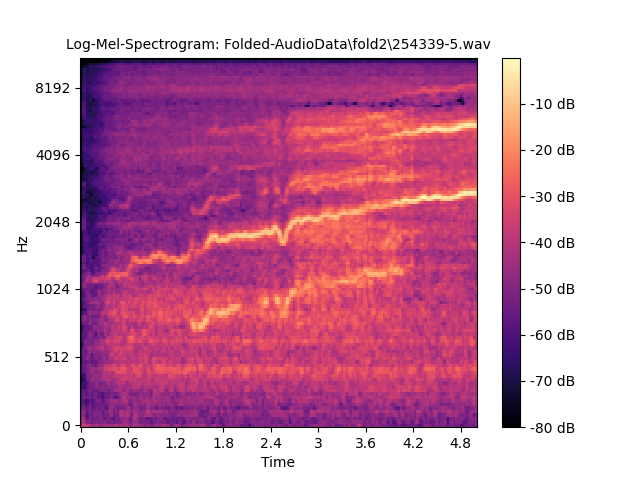 Log-Mel-Spectrogram: Folded-AudioData\fold2\254339-5.wav
8192
4096
2048
1024
512
0
Hz
0 0.6 1.2 1.8 2.4 3 3.6 4.2 4.8
Time
-10 dB
-20 dB
-30 dB
-40 dB
-50 dB
-60 dB
-70 dB
-80 dB